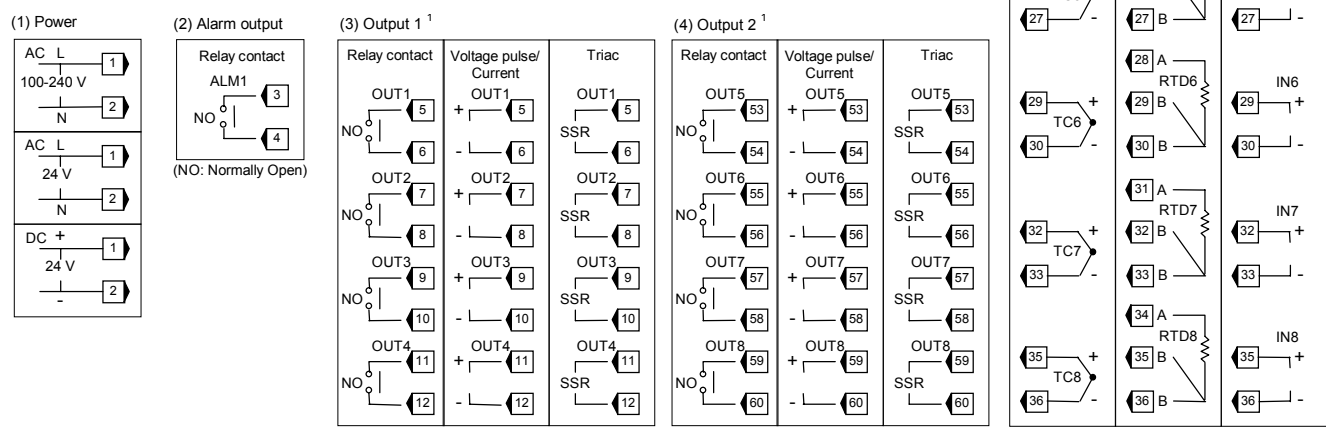 (1) Power
AC L
1
100-240 V
2
N
AC L
1
24 V
2
N
DC +
1
24 V
2
-
(2) Alarm output
Relay contact
ALM1
3
NO
4
(NO: Normally Open)
(3) Output 1 1
Relay contact
Voltage pulse/
Current
Triac
OUT1 OUT1 OUT1
5 + 5 5
NO SSR
6 - 6 6
OUT2 OUT2 OUT2
7 + 7 7
NO SSR
8 - 8 8
OUT3 OUT3 OUT3
9 + 9 9
NO SSR
10 - 10 10
OUT4 OUT4 OUT4
11 + 11 11
NO SSR
12 - 12 12
(4) Output 2 1
Relay contact
Voltage pulse/
Current
Triac
OUT5 OUT5 OUT5
53 + 53 53
NO SSR
54 - 54 54
OUT6 OUT6 OUT6
55 + 55 55
NO SSR
56 - 56 56
OUT7 OUT7 OUT7
57 + 57 57
NO SSR
58 - 58 58
OUT8 OUT8 OUT8
59 + 59 59
NO SSR
60 - 60 60
27 - 27 B 27 -
28 A
RTD6 IN6
29 + 29 B 29 +
TC6
30 - 30 B 30 -
31 A
RTD7 IN7
32 + 32 B 32 +
TC7
33 - 33 B 33 -
34 A
RTD8 IN8
35 + 35 B 35 +
TC8
36 - 36 B 36 -